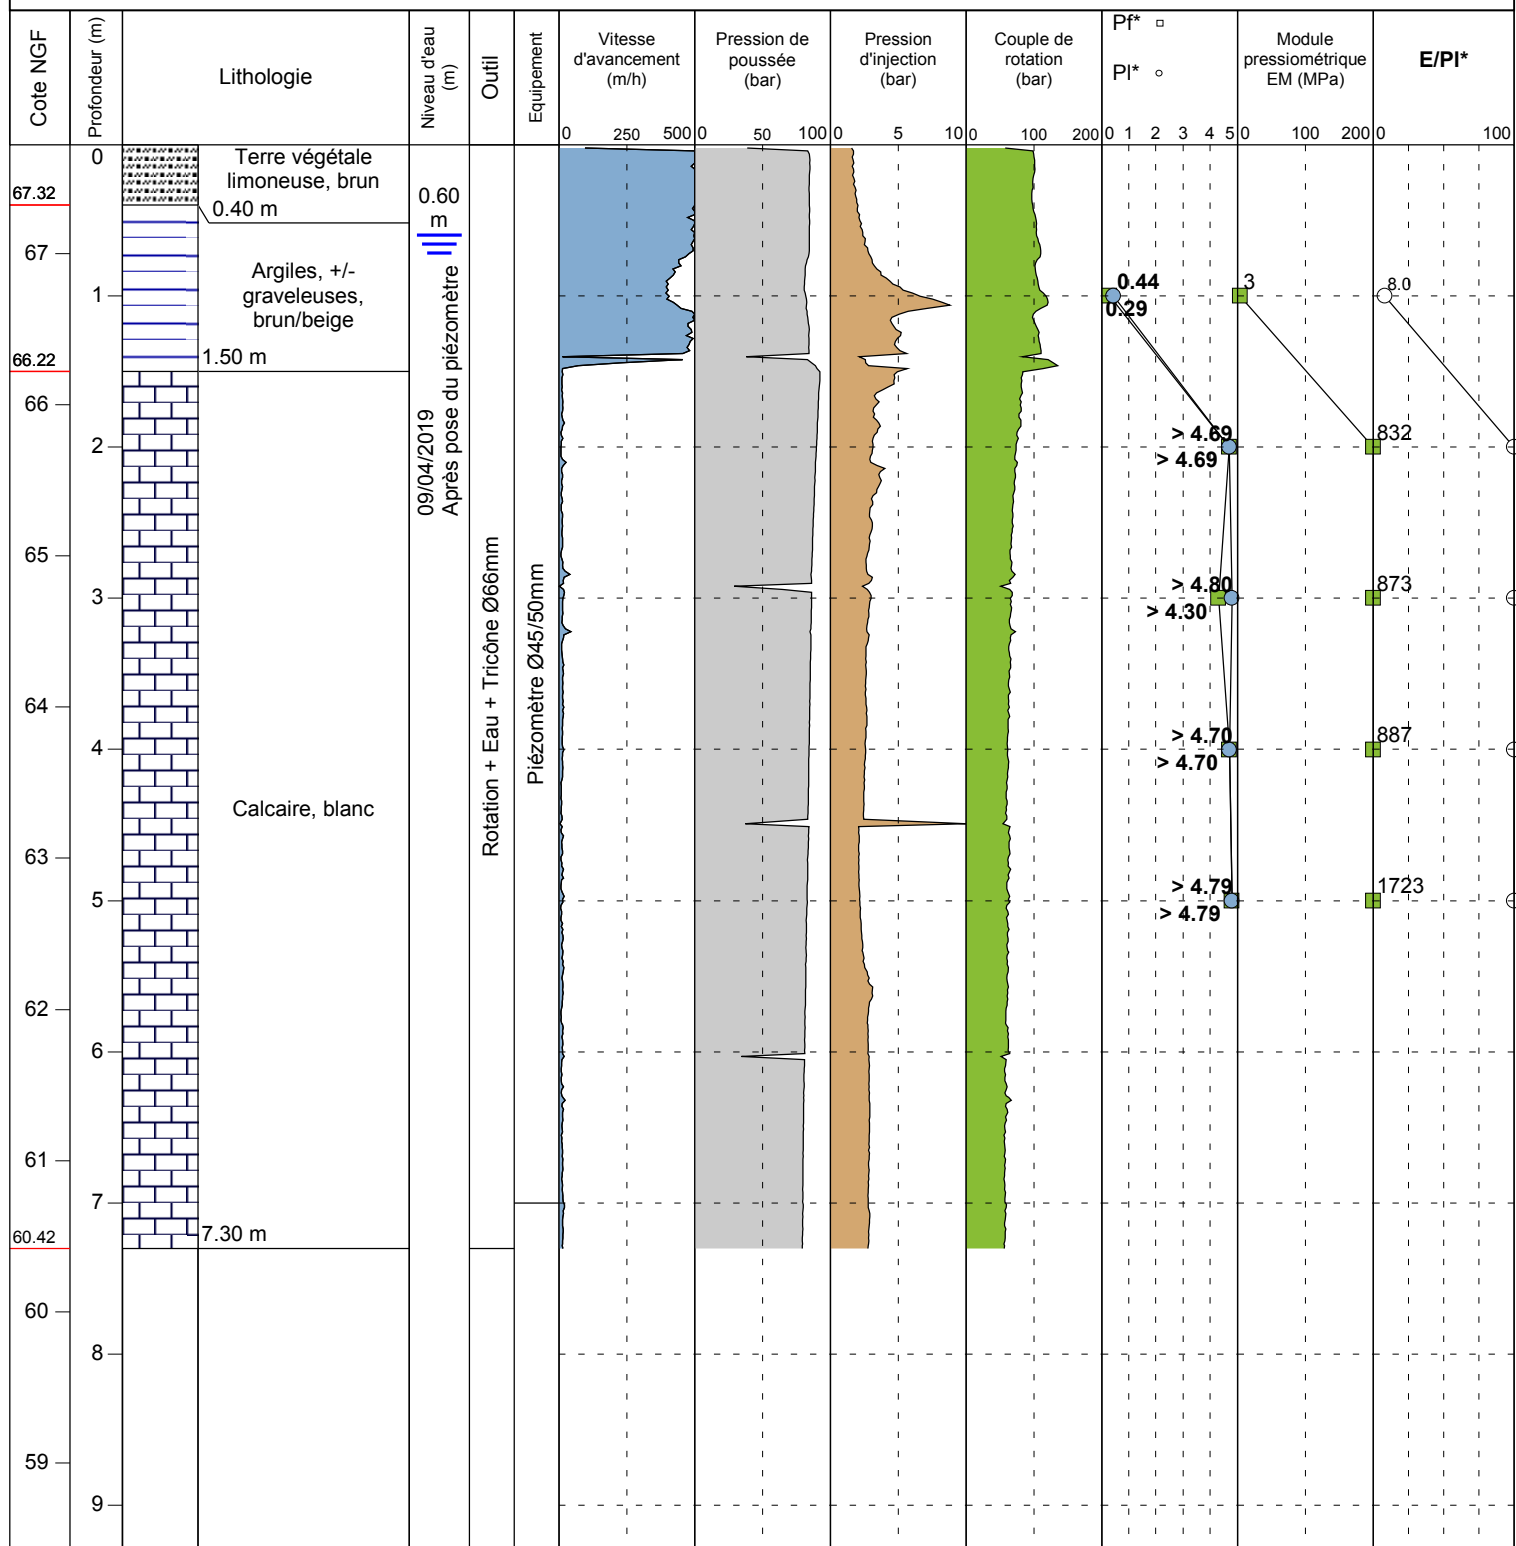 Cote NGF
Profondeur (m)
Lithologie
Niveau d'eau
(m)
Outil
Equipement
Vitesse
d'avancement
(m/h)
Pression de
poussée
(bar)
Pression
d'injection
(bar)
Couple de
rotation
(bar)
Pf*
Pl*
Module
pressiométrique
EM (MPa)
E/Pl*
0 250 500
0 50 100
0 5 10
0 100 200
0 1 2 3 4 5
0 100 200
0 100
67.32
67
66.22
66
65
64
63
62
61
60.42
60
59
0
1
2
3
4
5
6
7
8
9
Terre végétale
limoneuse, brun
0.40 m
Argiles, +/-
graveleuses,
brun/beige
1.50 m
Calcaire, blanc
7.30 m
0.60
m
09/04/2019
Après pose du piézomètre
Rotation + Eau + Tricône Ø66mm
Piézomètre Ø45/50mm
0.44
0.29
> 4.69
> 4.69
> 4.80
> 4.30
> 4.70
> 4.70
> 4.79
> 4.79
3
832
873
887
1723
8.0